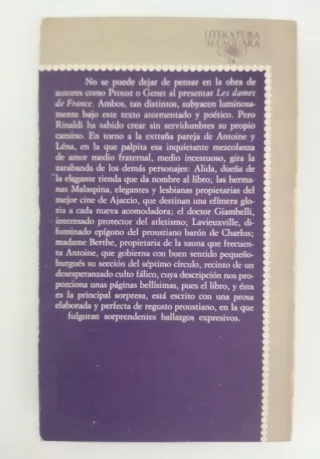 LITERATURA
ALFAGUARA
14
No se puede dejar de pensar en la obra de
autores como Proust o Genet al presentar Les dames
de France. Ambos, tan distintos, subyacen luminosa-
mente bajo este texto atormentado y poético. Pero
Rinaldi ha sabido crear sin servidumbres su propio
camino. En torno a la extraña pareja de Antoine y
Léna, en la que palpita esa inquietante mezcolanza
de amor medio fraternal, medio incestuoso, gira la
zarabanda de los demás personajes: Alida, dueña de
la elegante tienda que da nombre al libro; las herma-
nas Malaspina, elegantes y lesbianas propietarias del
mejor cine de Ajaccio, que destinan una efímera glo-
ria a cada nueva acomodadora; el doctor Giambelli,
interesado protector del atletismo; Lavieuxville, di-
fuminado epígono del proustiano barón de Charlus;
madame Berthe, propietaria de la sauna que frecuen-
ta Antoine, que gobierna con buen sentido pequeño-
burgués su sección del séptimo círculo, recinto de un
desesperanzado culto fálico, cuya descripción nos pro-
porciona unas páginas bellísimas, pues el libro, y ésta
es la principal sorpresa, está escrito con una prosa
elaborada y perfecta de regusto proustiano, en la que
fulguran sorprendentes hallazgos expresivos.